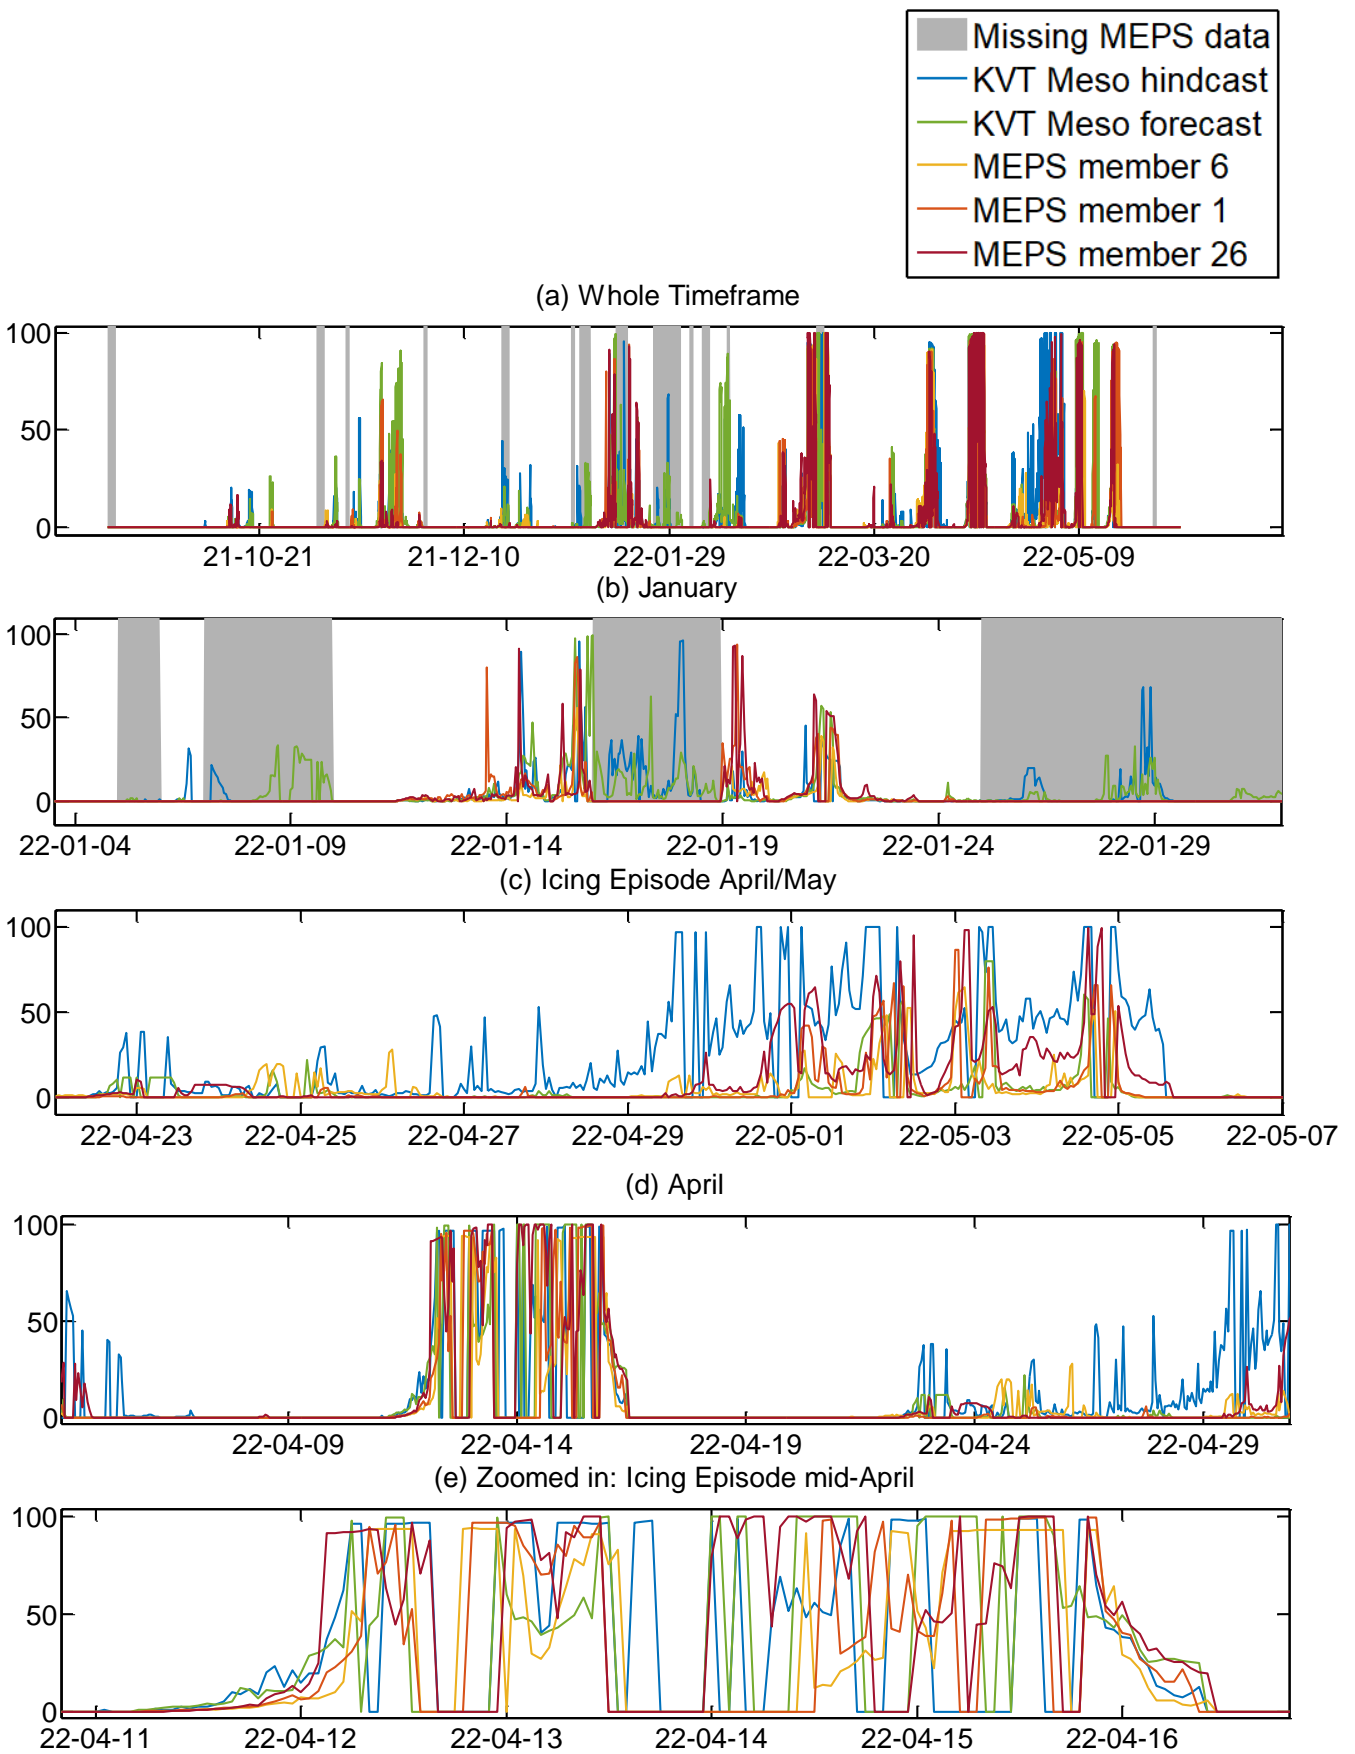 Missing MEPS data
KVT Meso hindcast
KVT Meso forecast
MEPS member 6
MEPS member 1
MEPS member 26
(a) Whole Timeframe
100
50
0
21-10-21 21-12-10 22-01-29 22-03-20 22-05-09
(b) January
100
50
0
22-01-04 22-01-09 22-01-14 22-01-19 22-01-24 22-01-29
(c) Icing Episode April/May
100
50
0
22-04-23 22-04-25 22-04-27 22-04-29 22-05-01 22-05-03 22-05-05 22-05-07
(d) April
100
50
0
22-04-09 22-04-14 22-04-19 22-04-24 22-04-29
(e) Zoomed in: Icing Episode mid-April
100
50
0
22-04-11 22-04-12 22-04-13 22-04-14 22-04-15 22-04-16